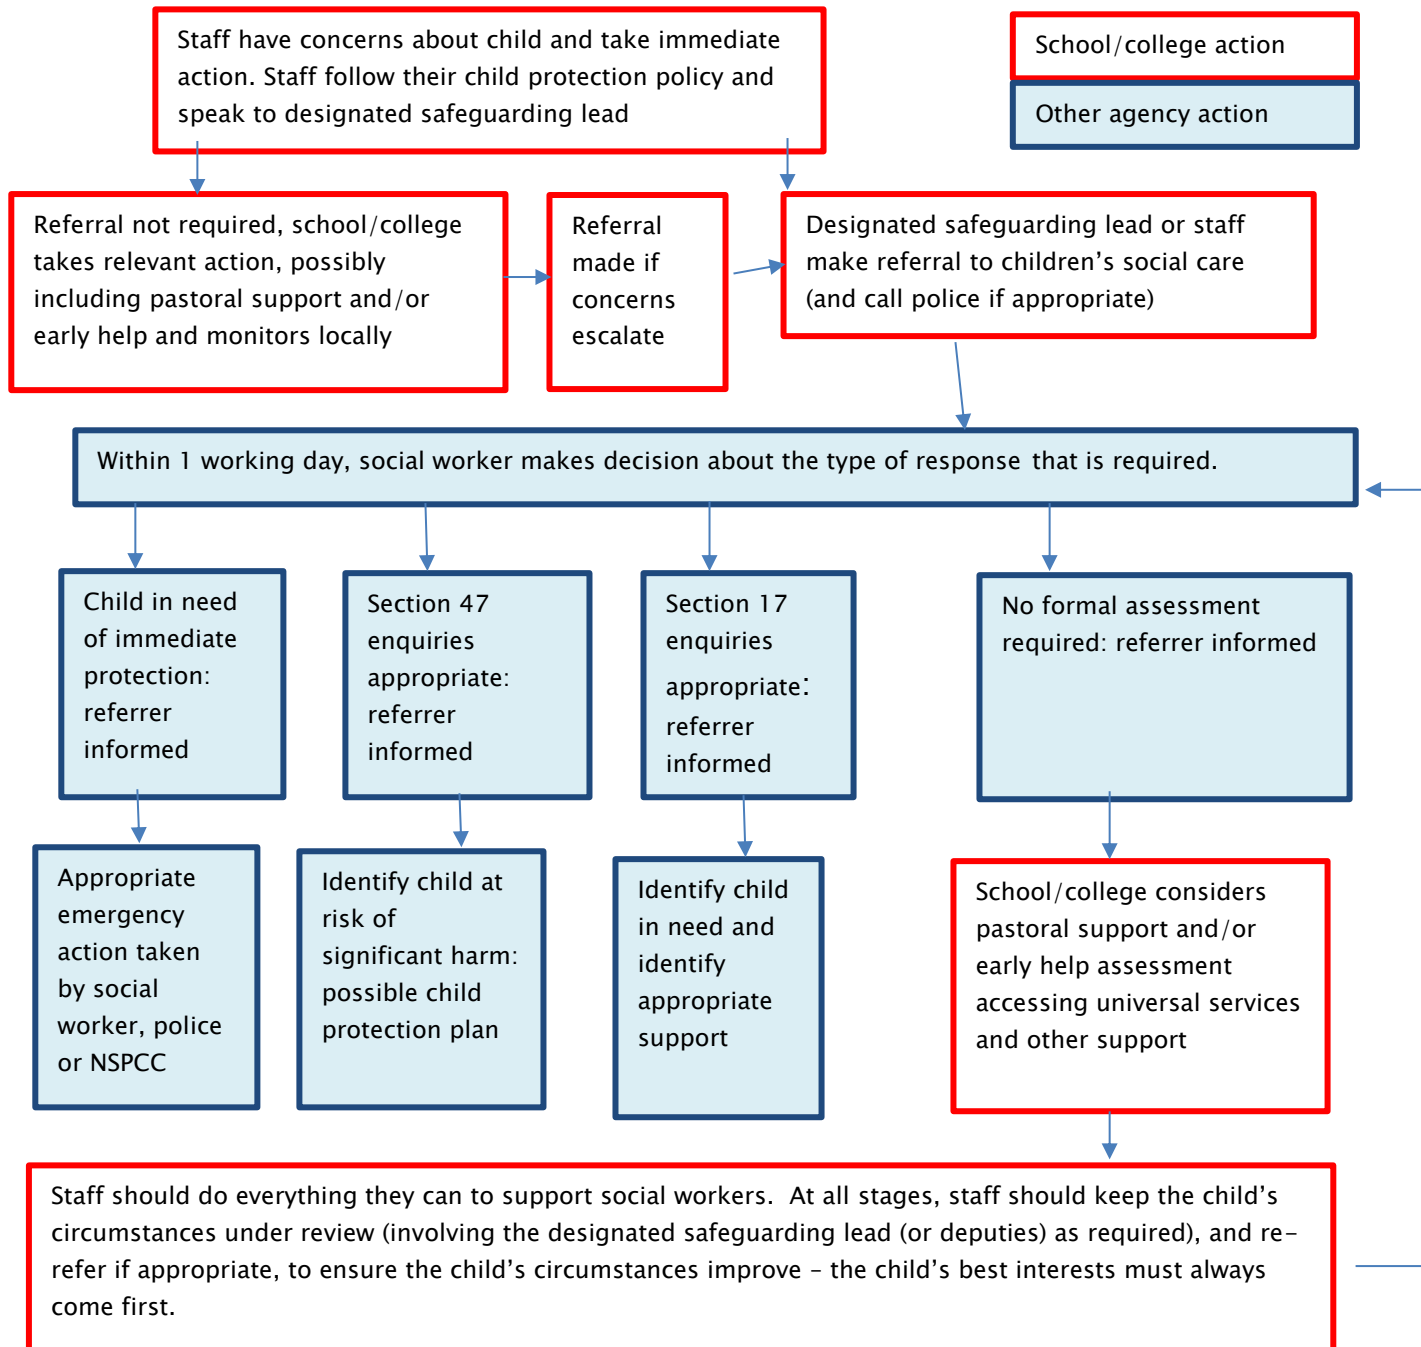 Staff have concerns about child and take immediate
action. Staff follow their child protection policy and
speak to designated safeguarding lead
School/college action
Other agency action
Referral not required, school/college
takes relevant action, possibly
including pastoral support and/or
early help and monitors locally
Referral
made if
concerns
escalate
Designated safeguarding lead or staff
make referral to children’s social care
(and call police if appropriate)
Within 1 working day, social worker makes decision about the type of response that is required.
Child in need
of immediate
protection:
referrer
informed
Section 47
enquiries
appropriate:
referrer
informed
Section 17
enquiries
appropriate:
referrer
informed
No formal assessment
required: referrer informed
Appropriate
emergency
action taken
by social
worker, police
or NSPCC
Identify child at
risk of
significant harm:
possible child
protection plan
Identify child
in need and
identify
appropriate
support
School/college considers
pastoral support and/or
early help assessment
accessing universal services
and other support
Staff should do everything they can to support social workers.  At all stages, staff should keep the child’s
circumstances under review (involving the designated safeguarding lead (or deputies) as required), and re–
refer if appropriate, to ensure the child’s circumstances improve – the child’s best interests must always
come first.